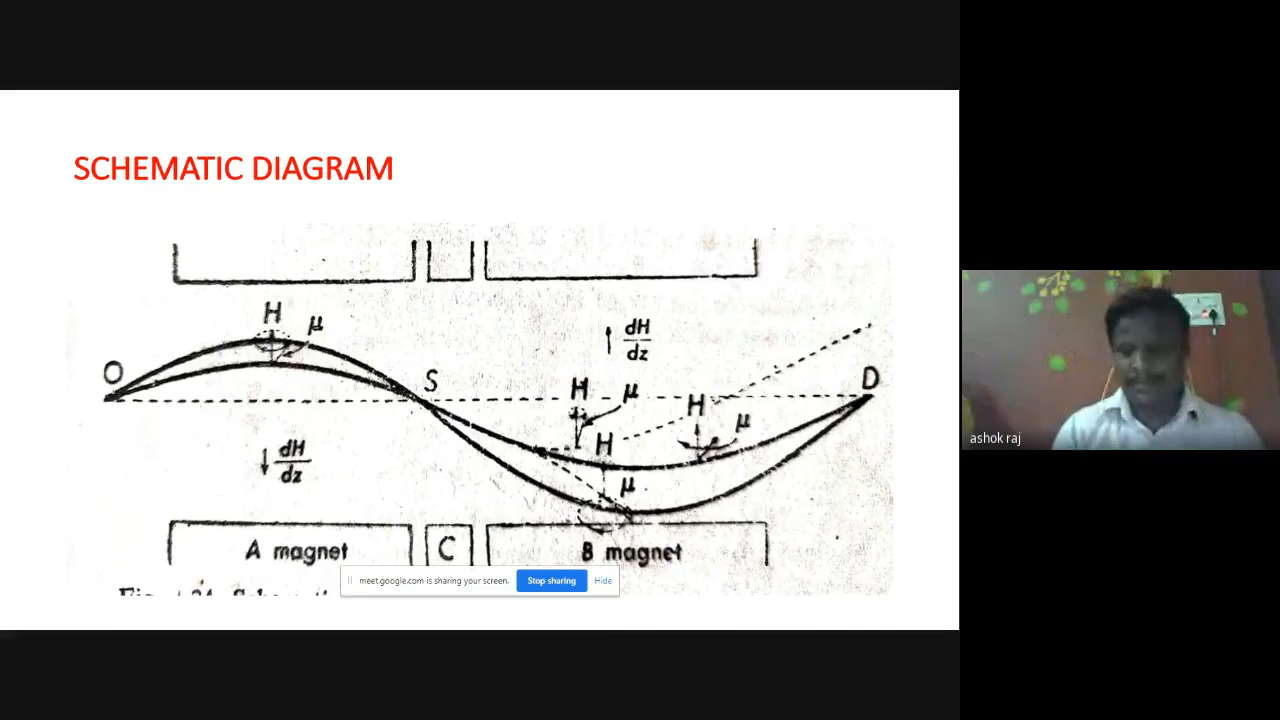 SCHEMATIC DIAGRAM
H
μ
dH
dz
O
S
H
μ
H
D
μ
H
dH
dz
μ
A magnet
C
B magnet
meet.google.com is sharing your screen.
Stop sharing
Hide
ashok raj